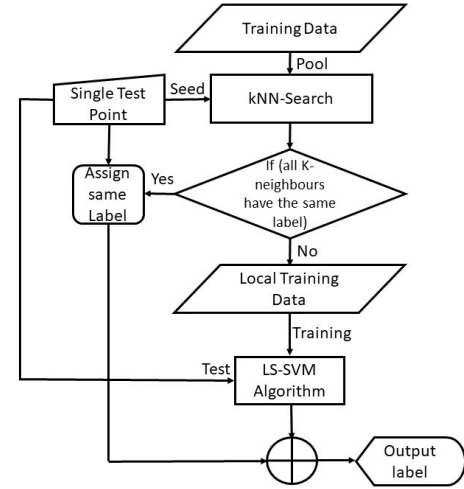 Training Data
Pool
Single Test
Point
Seed
kNN-Search
If (all K-
neighbours
have the same
label)
Yes
Assign
same
Label
No
Local Training
Data
Training
Test
LS-SVM
Algorithm
Output
label